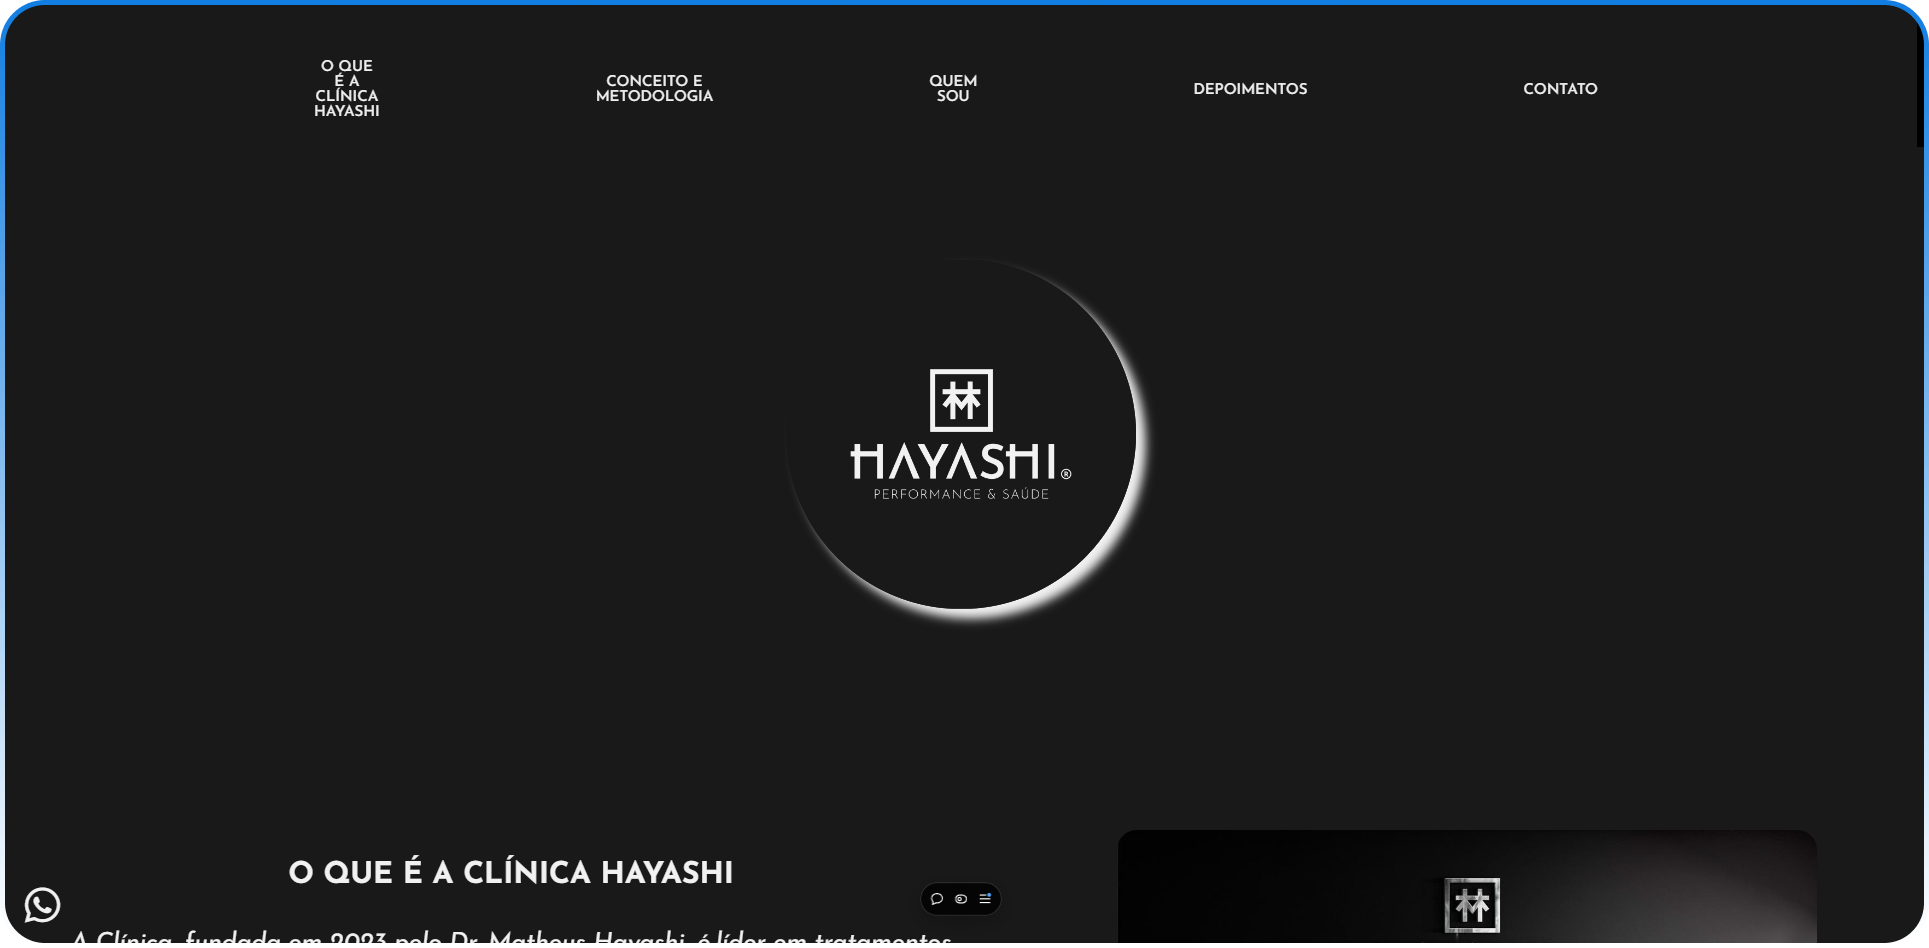 O QUE
É A
CLÍNICA
HAYASHI
CONCEITO E
METODOLOGIA
QUEM
SOU
DEPOIMENTOS
CONTATO
HAYASHI®
PERFORMANCE & SAÚDE
O QUE É A CLÍNICA HAYASHI
A Clínica, fundada em 2023 pelo Dr. Matheus Hayashi, é líder em tratamentos